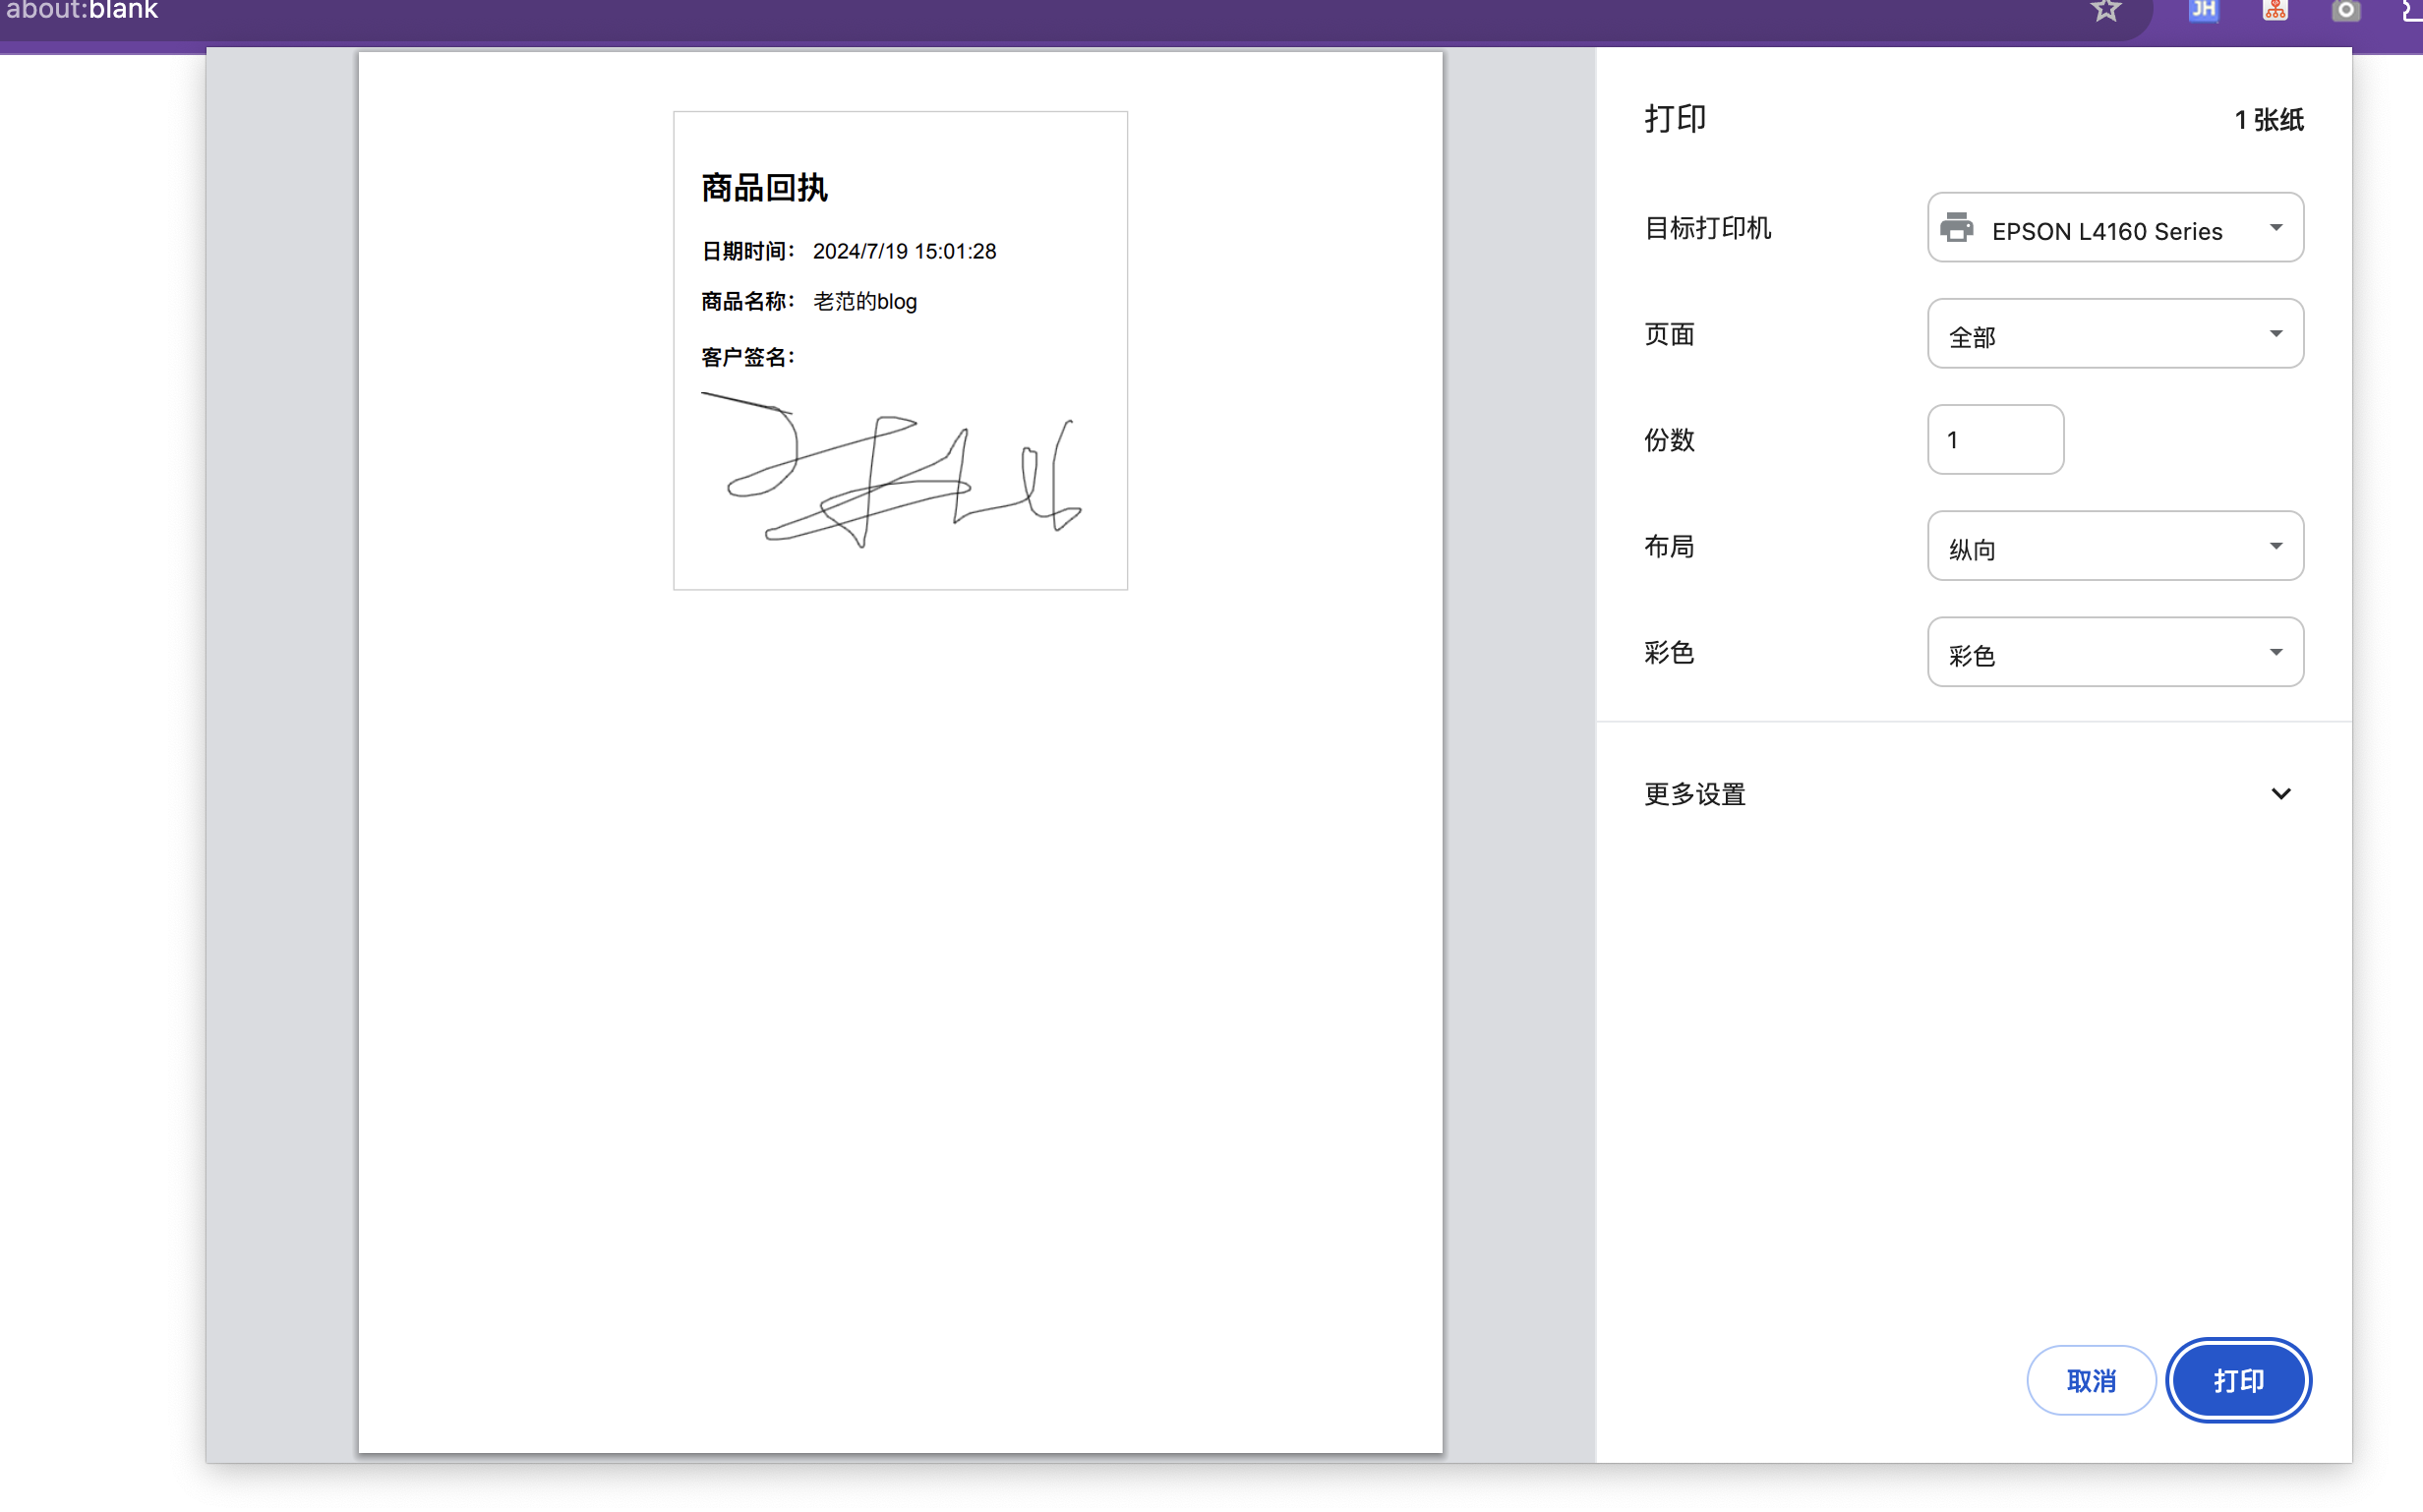 about:blank
JH
商品回执
日期时间： 2024/7/19 15:01:28
商品名称： 老范的blog
客户签名：
打印
1 张纸
目标打印机
EPSON L4160 Series
页面
全部
份数
1
布局
纵向
彩色
彩色
更多设置
取消
打印